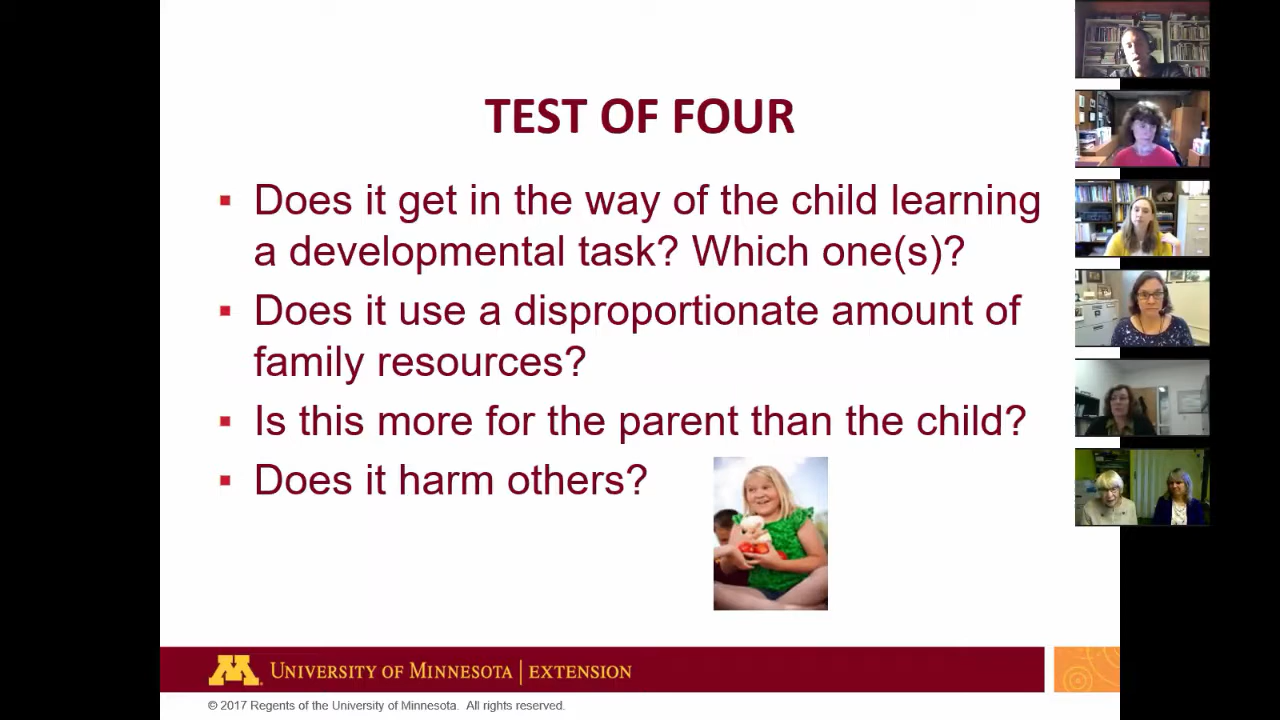 TEST OF FOUR
▪ Does it get in the way of the child learning
a developmental task? Which one(s)?
▪ Does it use a disproportionate amount of
family resources?
▪ Is this more for the parent than the child?
▪ Does it harm others?
M UNIVERSITY OF MINNESOTA | EXTENSION
© 2017 Regents of the University of Minnesota. All rights reserved.